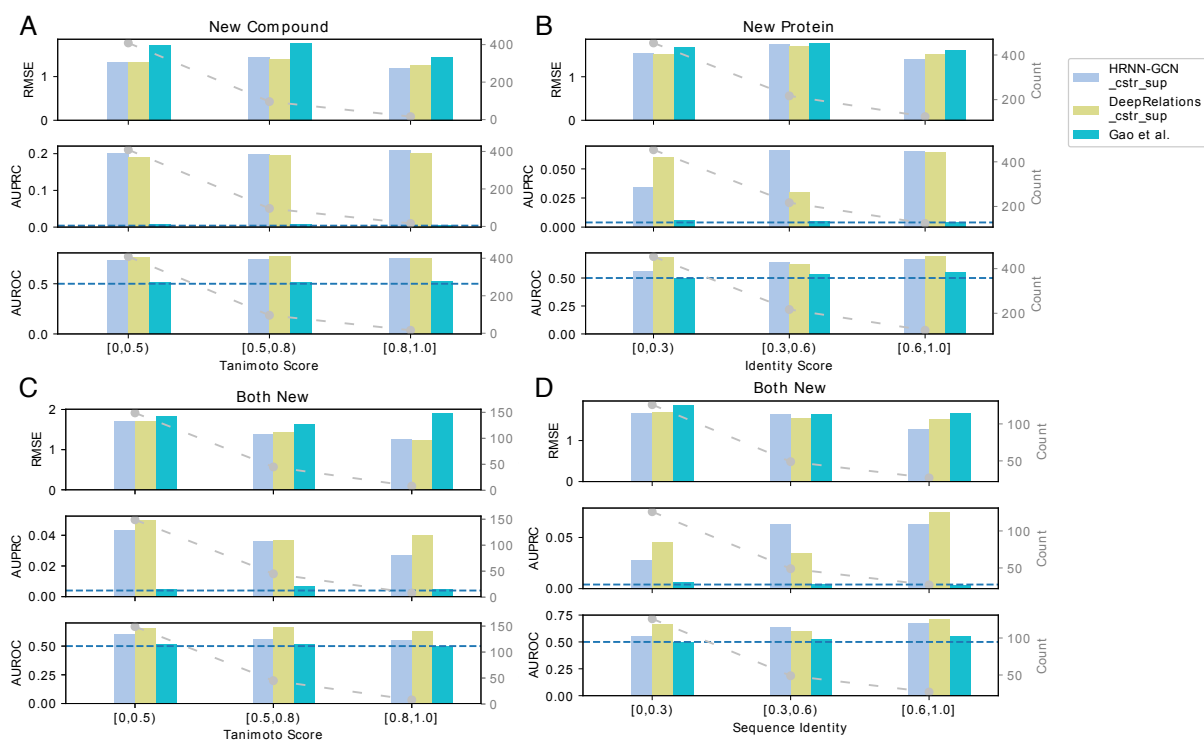 A
New Compound
RMSE
1
0
400
200
0
AUPRC
0.2
0.1
0.0
400
200
0
AUROC
0.5
0.0
400
200
0
[0,0.5)
[0.5,0.8)
[0.8,1.0]
Tanimoto Score
B
New Protein
RMSE
1
0
400
200
Count
AUPRC
0.050
0.025
0.000
400
200
Count
AUROC
0.50
0.25
0.00
400
200
Count
[0,0.3)
[0.3,0.6)
[0.6,1.0]
Identity Score
HRNN-GCN
_cstr_sup
DeepRelations
_cstr_sup
Gao et al.
C
Both New
RMSE
2
1
0
150
100
50
0
AUPRC
0.04
0.02
0.00
150
100
50
0
AUROC
0.50
0.25
0.00
150
100
50
0
[0,0.5)
[0.5,0.8)
[0.8,1.0]
Tanimoto Score
D
Both New
RMSE
1
0
100
50
Count
AUPRC
0.05
0.00
100
50
Count
AUROC
0.75
0.50
0.25
0.00
100
50
Count
[0,0.3)
[0.3,0.6)
[0.6,1.0]
Sequence Identity